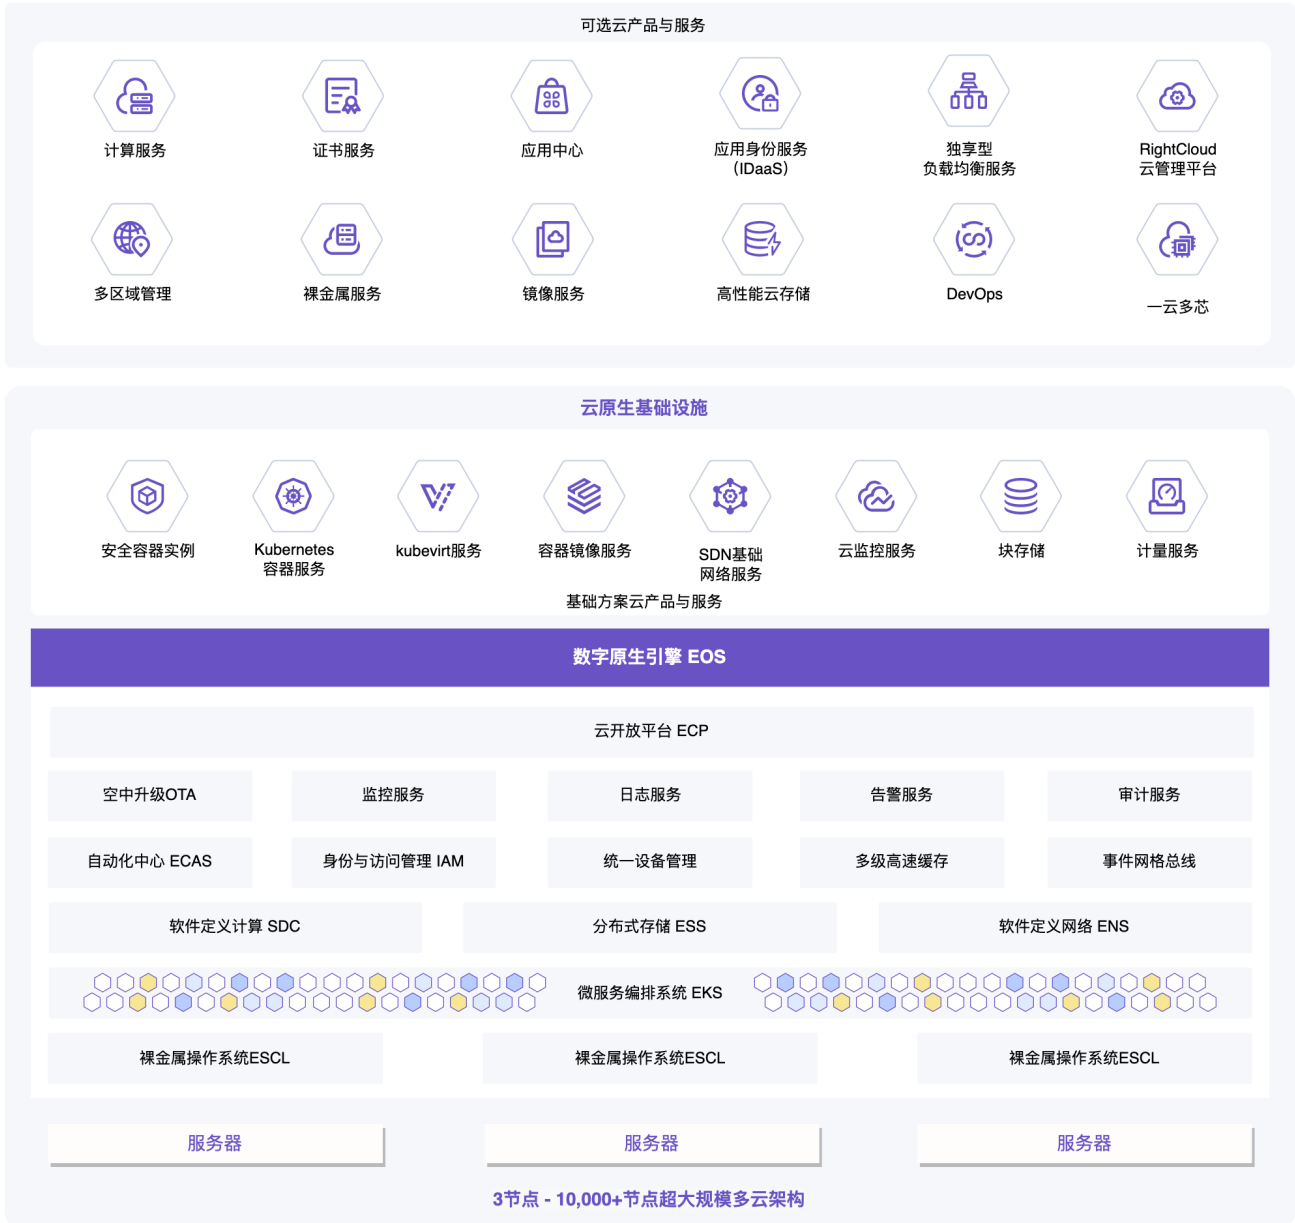 可选云产品与服务
计算服务
证书服务
应用中心
应用身份服务
（IDaaS）
独享型
负载均衡服务
RightCloud
云管理平台
多区域管理
裸金属服务
镜像服务
高性能云存储
DevOps
一云多芯
云原生基础设施
安全容器实例
Kubernetes
容器服务
kubevirt服务
容器镜像服务
SDN基础
网络服务
云监控服务
块存储
计量服务
基础方案云产品与服务
数字原生引擎 EOS
云开放平台 ECP
空中升级OTA
监控服务
日志服务
告警服务
审计服务
自动化中心 ECAS
身份与访问管理 IAM
统一设备管理
多级高速缓存
事件网格总线
软件定义计算 SDC
分布式存储 ESS
软件定义网络 ENS
微服务编排系统 EKS
裸金属操作系统ESCL
裸金属操作系统ESCL
裸金属操作系统ESCL
服务器
服务器
服务器
3节点 - 10,000+节点超大规模多云架构